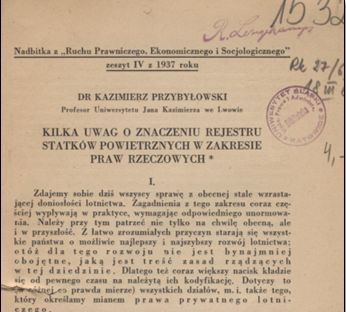 1532
R. Longchamps
Nadbitka z „Ruchu Prawniczego, Ekonomicznego i Socjologicznego"
zeszyt IV z 1937 roku
DR KAZIMIERZ PRZYBYŁOWSKI
Profesor Uniwersytetu Jana Kazimierza we Lwowie
KILKA UWAG O ZNACZENIU REJESTRU
STATKÓW POWIETRZNYCH W ZAKRESIE
PRAW RZECZOWYCH *
4,-
I.
Zdajemy sobie dziś wszyscy sprawę z obecnej stale wzrasta-
jącej doniosłości lotnictwa. Zagadnienia z tego zakresu coraz czę-
ściej wypływają w praktyce, wymagając odpowiedniego unormowa-
nia. Należy przy tym patrzeć nie tylko na chwilę obecną, ale
i w przyszłość. Z łatwo zrozumiałych przyczyn starają się wszyst-
kie państwa o możliwie najlepszy i najszybszy rozwój lotnictwa;
otóż dla tego rozwoju nie jest bynajmniej
obojętne, jaką jest treść zasad rządzących
w tej dziedzinie. Dlatego też coraz większy nacisk kładzie
się od pewnego czasu na należytą ich kodyfikację. Dotyczy to
(w różnej co prawda mierze) wszystkich działów, m. i. także tego,
który określamy mianem prawa prywatnego lotni-
czego.